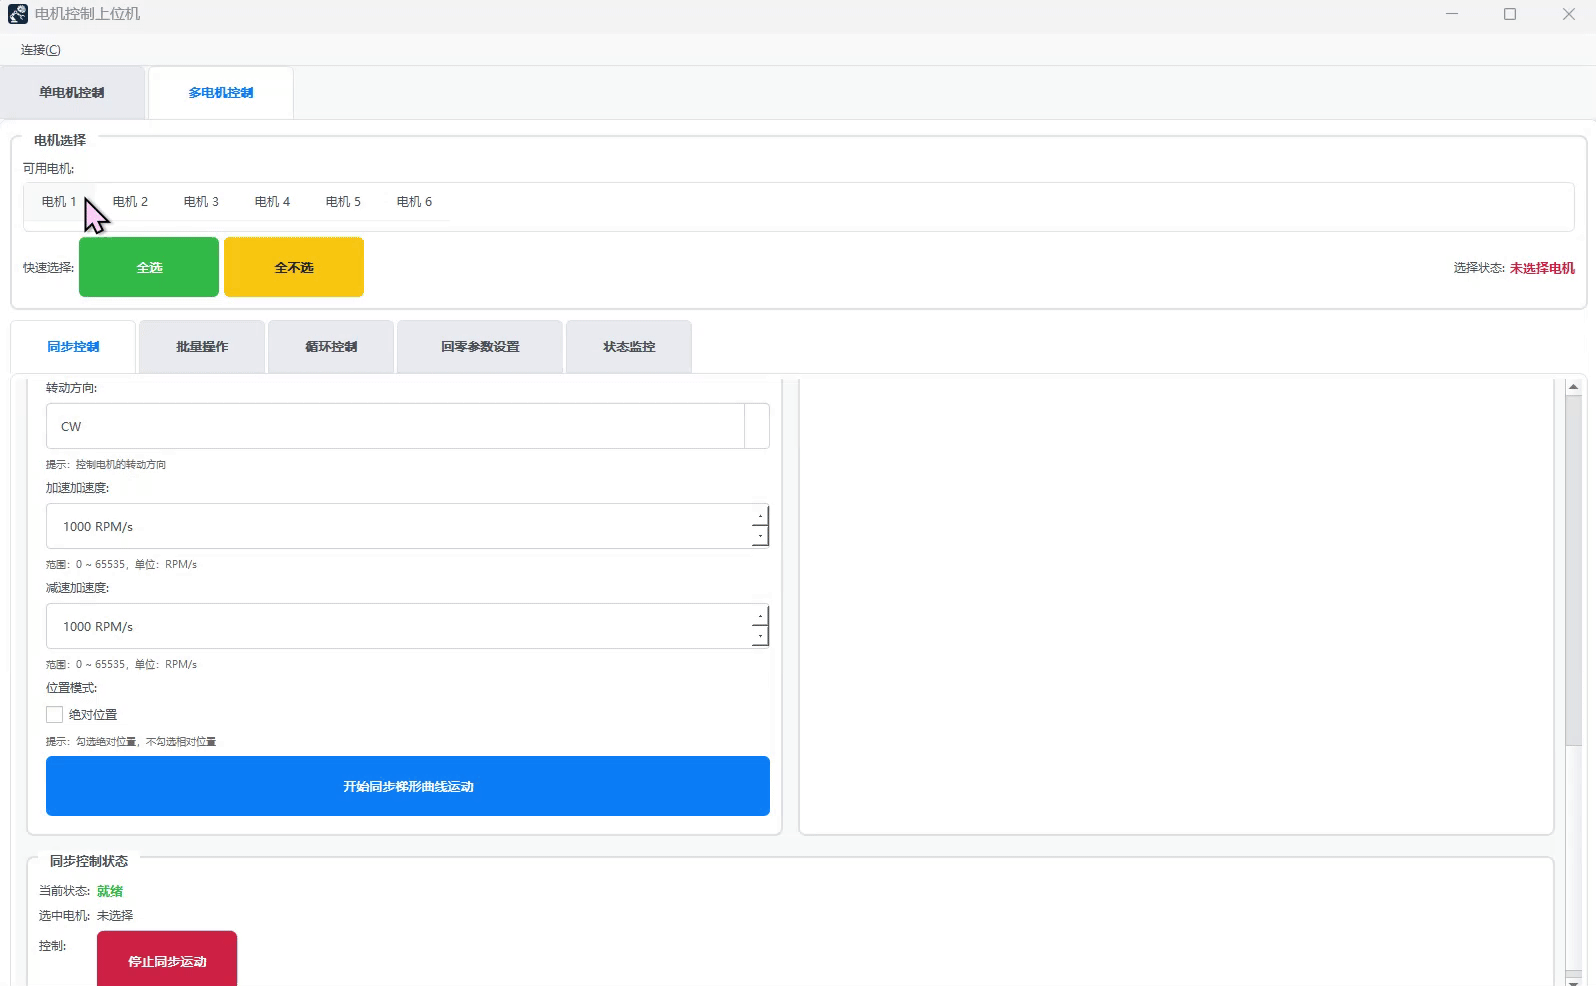 电机控制上位机
连接(C)
单电机控制 多电机控制
电机选择
可用电机:
电机 1 电机 2 电机 3 电机 4 电机 5 电机 6
快速选择: 全选 全不选 选择状态: 未选择电机
同步控制 批量操作 循环控制 回零参数设置 状态监控
转动方向:
CW
提示：控制电机的转动方向
加速加速度:
1000 RPM/s
范围：0 ~ 65535，单位：RPM/s
减速加速度:
1000 RPM/s
范围：0 ~ 65535，单位：RPM/s
位置模式:
绝对位置
提示：勾选绝对位置，不勾选相对位置
开始同步梯形曲线运动
同步控制状态
当前状态: 就绪
选中电机: 未选择
控制: 停止同步运动